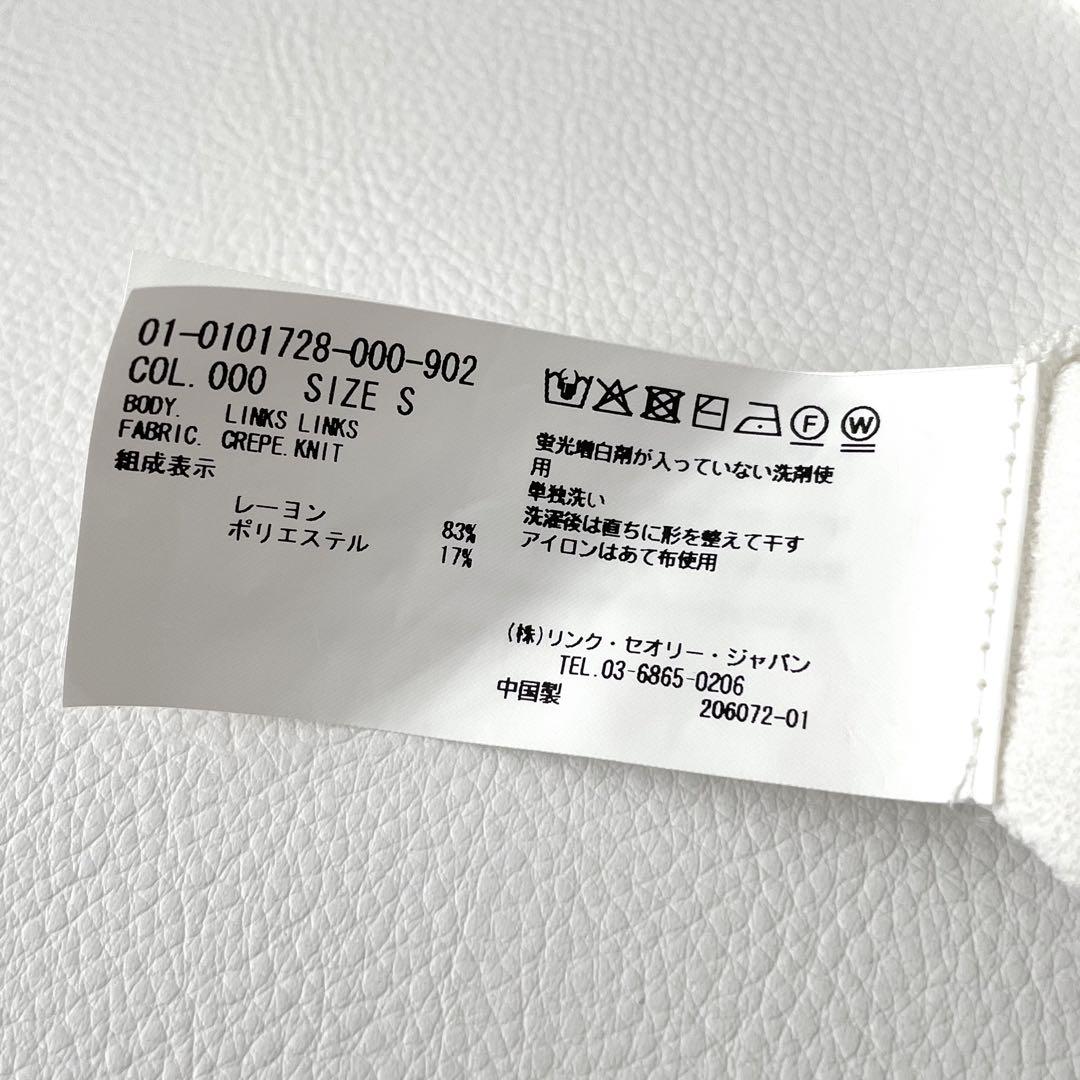 01-0101728-000-902
COL. 000 SIZE S
BODY. LINKS LINKS
FABRIC. CREPE.KNIT
組成表示
レーヨン 83%
ポリエステル 17%
F W
蛍光増白剤が入っていない洗剤使
用
単独洗い
洗濯後は直ちに形を整えて干す
アイロンはあて布使用
(株)リンク・セオリー・ジャパン
TEL.03-6865-0206
中国製 206072-01